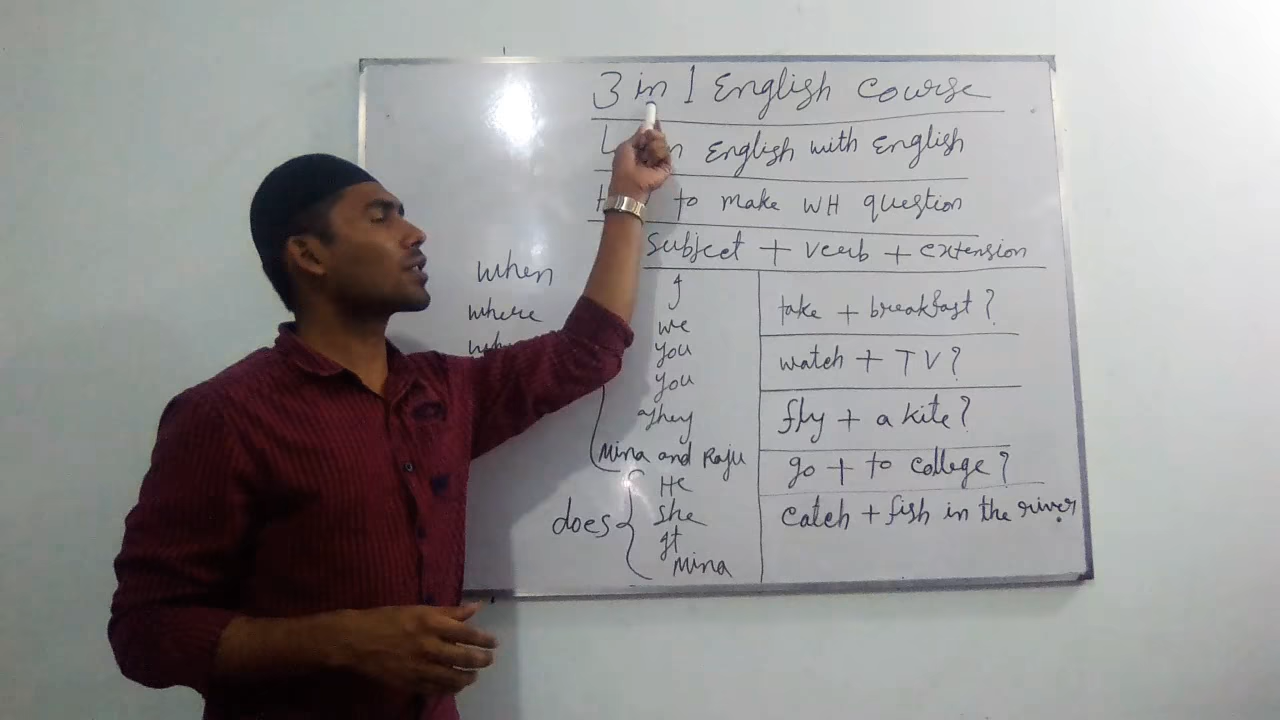 3 in 1 English course
English with English
to make WH question
subject + verb + extension
when
where
I
we
you
you
They
Mina and Raju
does
He
she
It
Mina
take + breakfast?
watch + TV?
fly + a kite?
go + to college?
catch + fish in the river